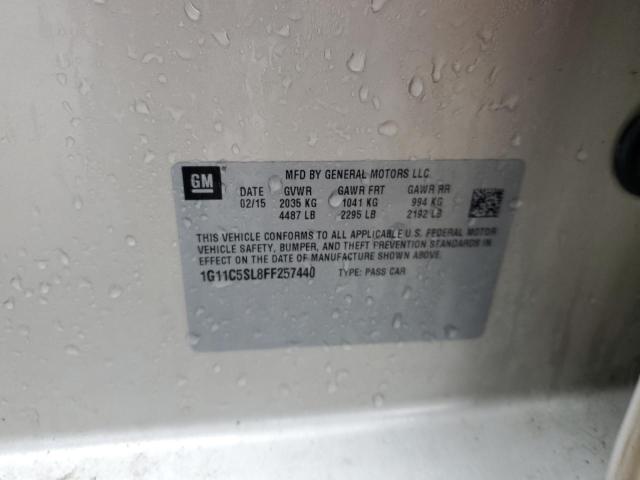 GM
MFD BY GENERAL MOTORS LLC
DATE GVWR GAWR FRT GAWR RR
02/15 2035 KG 1041 KG 994 KG
4487 LB 2295 LB 2192 LB
THIS VEHICLE CONFORMS TO ALL APPLICABLE U.S. FEDERAL MOTOR
VEHICLE SAFETY, BUMPER, AND THEFT PREVENTION STANDARDS IN
EFFECT ON THE DATE OF MANUFACTURE SHOWN ABOVE.
1G11C5SL8FF257440 TYPE: PASS CAR